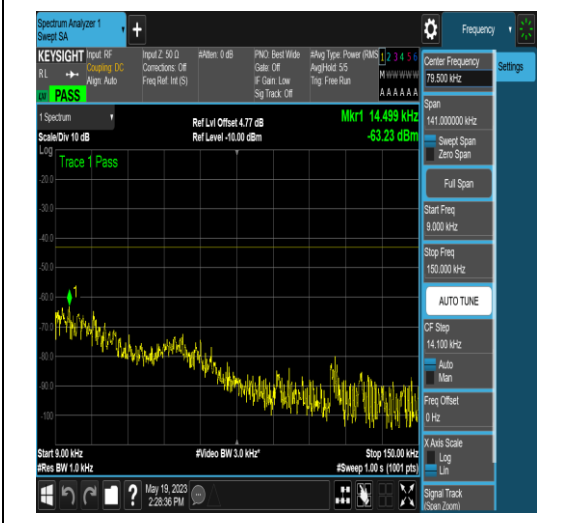 Spectrum Analyzer 1
Swept SA
Frequency
KEYSIGHT
Input: RF
Coupling: DC
Align: Auto
RL
PASS
Input Z: 50 Ω
Corrections: Off
Freq Ref: Int (S)
#Atten: 0 dB
PNO: Best Wide
Gate: Off
IF Gain: Low
Sig Track: Off
#Avg Type: Power (RMS
Avg|Hold: 5/5
Trig: Free Run
1 2 3 4 5 6
M W W W W W
A A A A A A
Center Frequency
79.500 kHz
Settings
Span
141.000000 kHz
Swept Span
Zero Span
Full Span
Start Freq
9.000 kHz
Stop Freq
150.000 kHz
AUTO TUNE
CF Step
14.100 kHz
Auto
Man
Freq Offset
0 Hz
X Axis Scale
Log
Lin
Signal Track
(Span Zoom)
1 Spectrum
Scale/Div 10 dB
Ref Lvl Offset 4.77 dB
Ref Level -10.00 dBm
Mkr1 14.499 kHz
-63.23 dBm
Log
Trace 1 Pass
-20.0
-30.0
-40.0
-50.0
-60.0
-70.0
-80.0
-90.0
-100
1
Start 9.00 kHz
#Res BW 1.0 kHz
#Video BW 3.0 kHz*
Stop 150.00 kHz
#Sweep 1.00 s (1001 pts)
?
May 19, 2023
2:28:36 PM